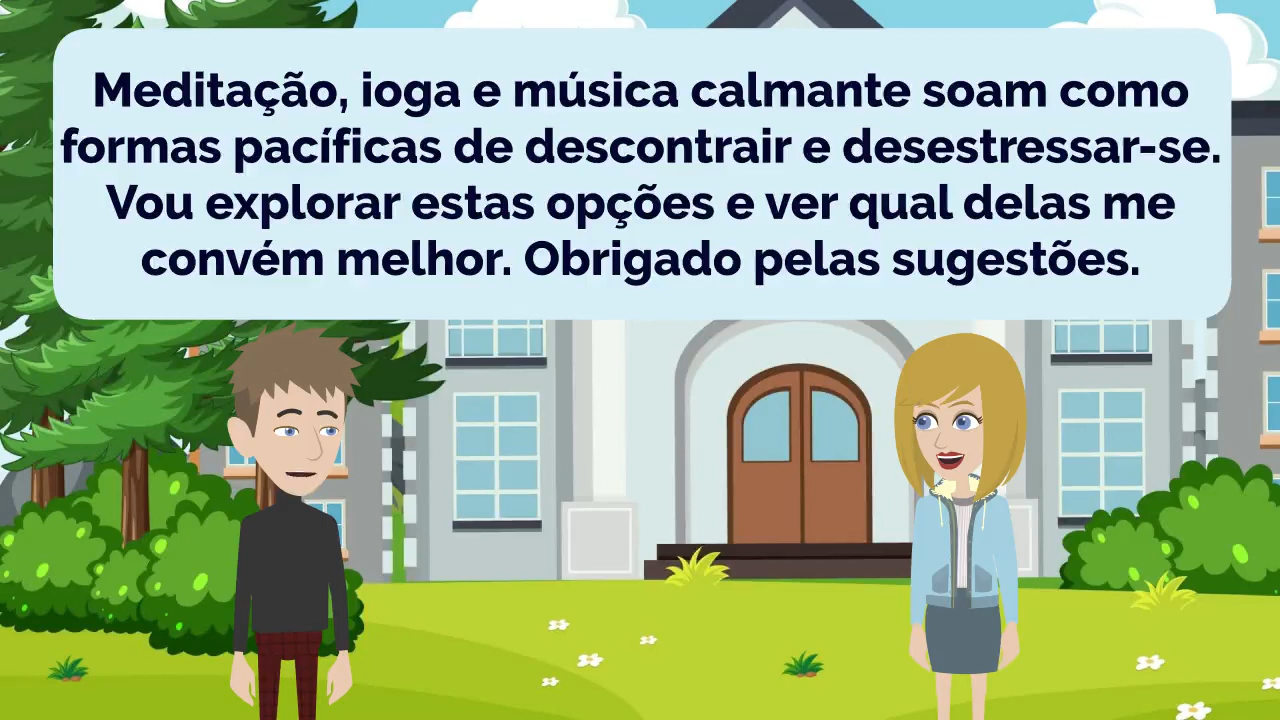 Meditação, ioga e música calmante soam como
formas pacíficas de descontrair e desestressar-se.
Vou explorar estas opções e ver qual delas me
convém melhor. Obrigado pelas sugestões.